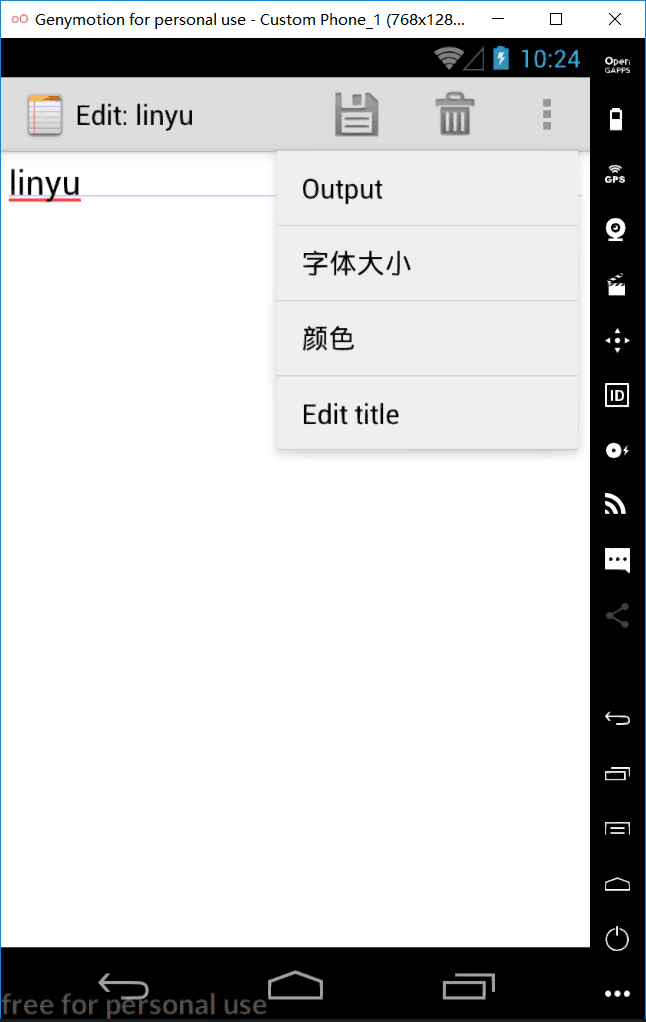 Genymotion for personal use - Custom Phone_1 (768x128...
10:24
Open
GAPPS
Edit: linyu
GPS
linyu
Output
字体大小
颜色
Edit title
ID
free for personal use